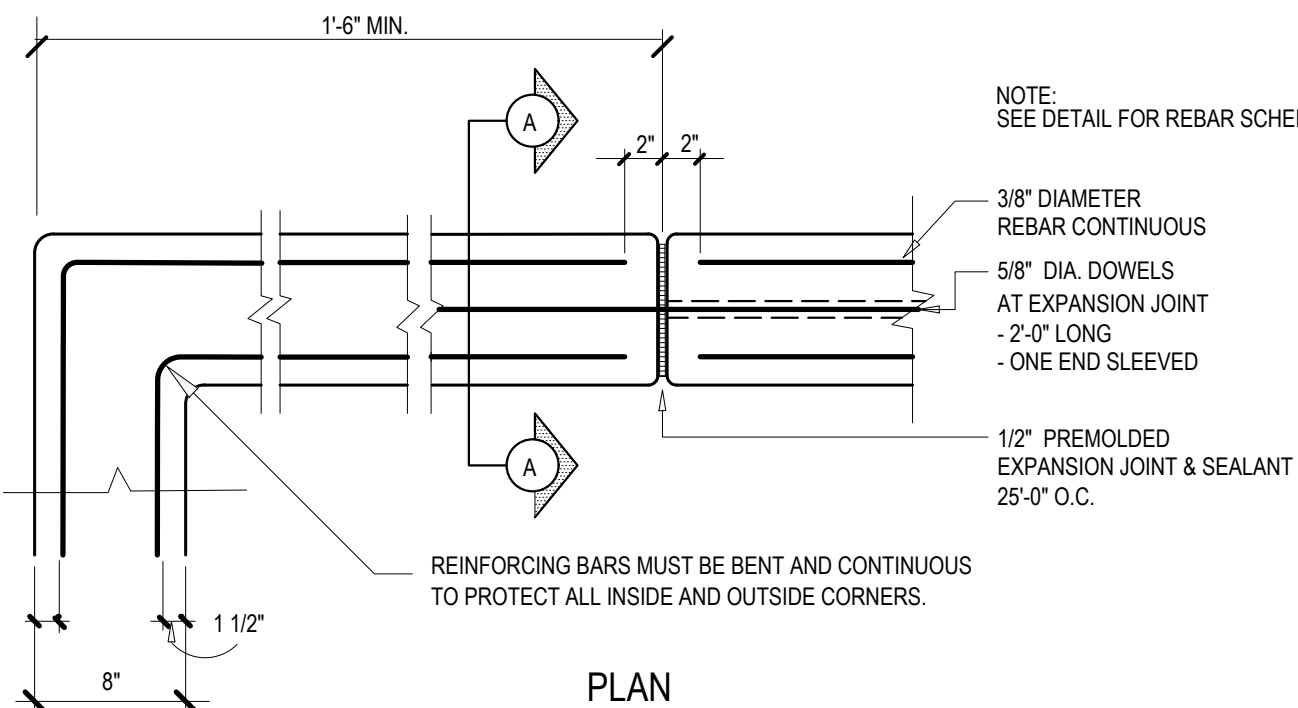 1'-6" MIN.
A
2" 2"
NOTE:
SEE DETAIL FOR REBAR
3/8" DIAMETER
REBAR CONTINUOUS
5/8" DIA. DOWELS
AT EXPANSION JOINT
- 2'-0" LONG
- ONE END SLEEVED
1/2" PREMOLDED
EXPANSION JOINT & SEALANT
25'-0" O.C.
A
REINFORCING BARS MUST BE BENT AND CONTINUOUS
TO PROTECT ALL INSIDE AND OUTSIDE CORNERS.
1 1/2"
8"
PLAN